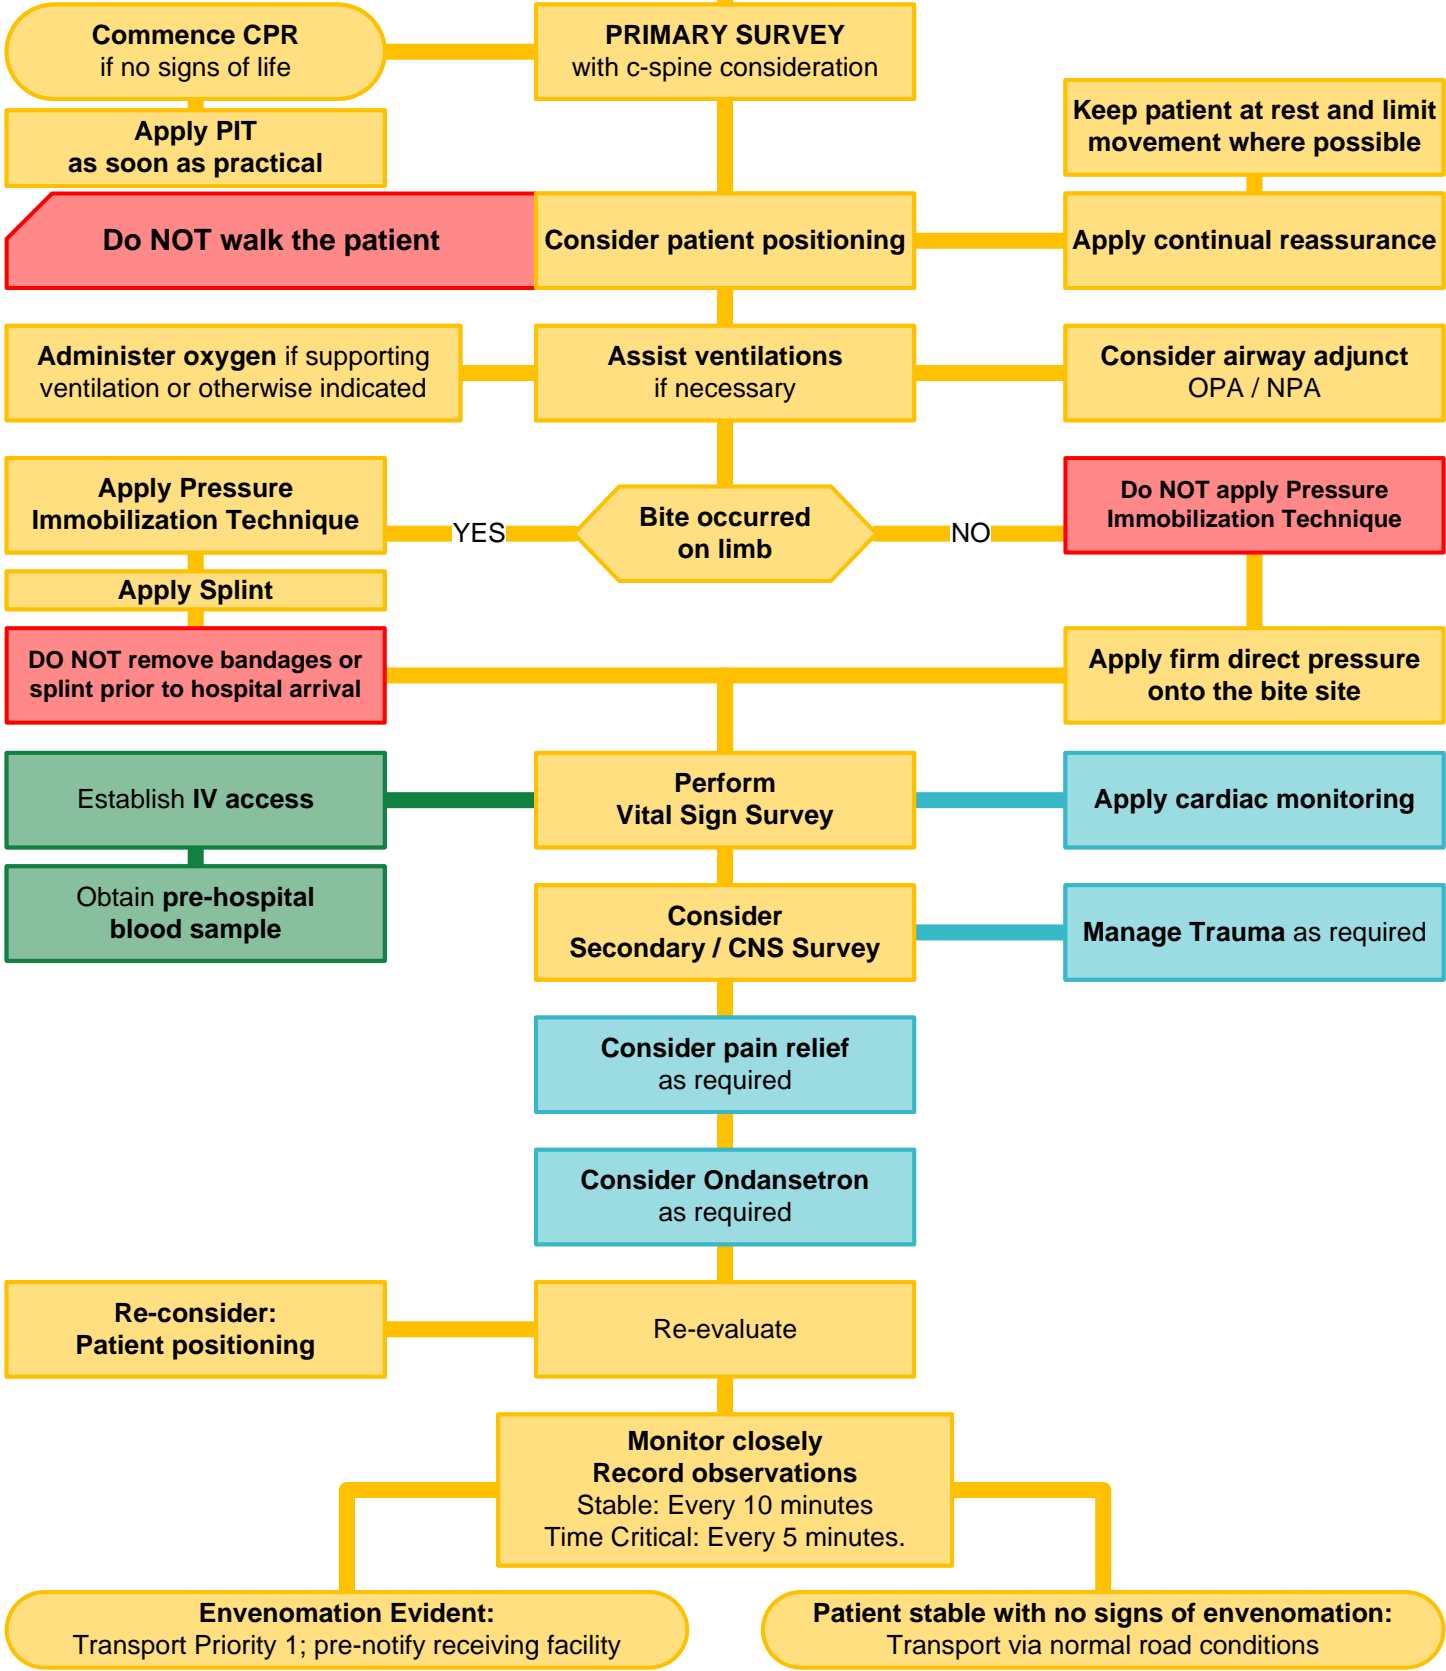 Commence CPR
if no signs of life
PRIMARY SURVEY
with c-spine consideration
Apply PIT
as soon as practical
Keep patient at rest and limit
movement where possible
Do NOT walk the patient
Consider patient positioning
Apply continual reassurance
Administer oxygen if supporting
ventilation or otherwise indicated
Assist ventilations
if necessary
Consider airway adjunct
OPA / NPA
Apply Pressure
Immobilization Technique
YES
Bite occurred
on limb
NO
Do NOT apply Pressure
Immobilization Technique
Apply Splint
DO NOT remove bandages or
splint prior to hospital arrival
Apply firm direct pressure
onto the bite site
Establish IV access
Perform
Vital Sign Survey
Apply cardiac monitoring
Obtain pre-hospital
blood sample
Consider
Secondary / CNS Survey
Manage Trauma as required
Consider pain relief
as required
Consider Ondansetron
as required
Re-consider:
Patient positioning
Re-evaluate
Monitor closely
Record observations
Stable: Every 10 minutes
Time Critical: Every 5 minutes.
Envenomation Evident:
Transport Priority 1; pre-notify receiving facility
Patient stable with no signs of envenomation:
Transport via normal road conditions